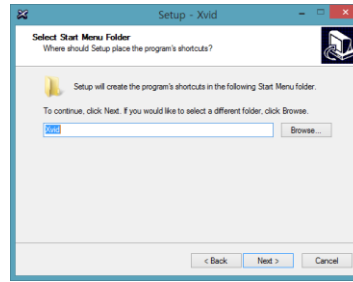 Setup - Xvid
Select Start Menu Folder
Where should Setup place the program's shortcuts?
Setup will create the program's shortcuts in the following Start Menu folder.
To continue, click Next. If you would like to select a different folder, click Browse.
Xvid
Browse...
< Back
Next >
Cancel